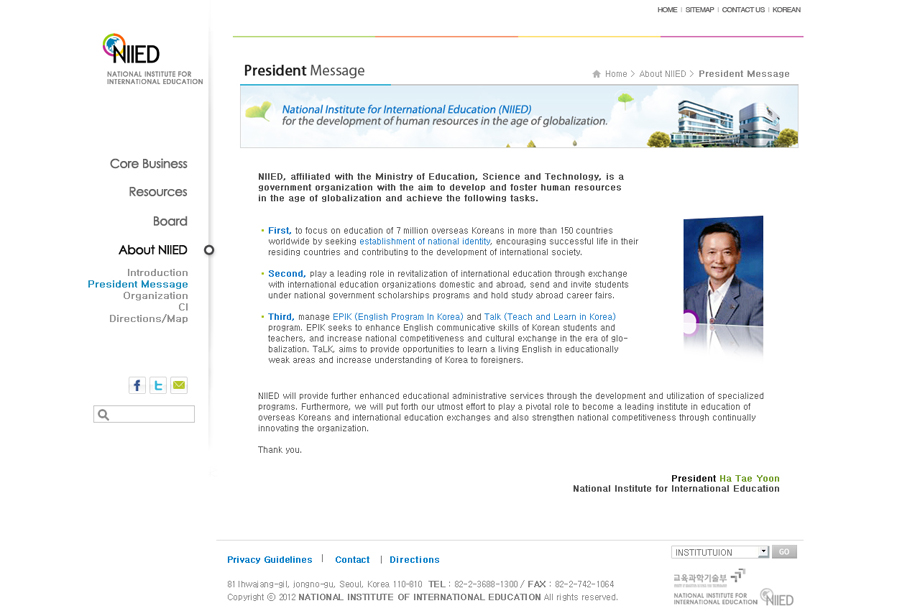 HOME | SITEMAP | CONTACT US | KOREAN
NIIED
NATIONAL INSTITUTE FOR
INTERNATIONAL EDUCATION
President Message
Home > About NIIED > President Message
National Institute for International Education (NIIED)
for the development of human resources in the age of globalization.
Core Business
Resources
Board
About NIIED
Introduction
President Message
Organization
CI
Directions/Map
NIIED, affiliated with the Ministry of Education, Science and Technology, is a
government organization with the aim to develop and foster human resources
in the age of globalization and achieve the following tasks.
First, to focus on education of 7 million overseas Koreans in more than 150 countries
worldwide by seeking establishment of national identity, encouraging successful life in their
residing countries and contributing to the development of international society.
Second, play a leading role in revitalization of international education through exchange
with international education organizations domestic and abroad, send and invite students
under national government scholarships programs and hold study abroad career fairs.
Third, manage EPIK (English Program In Korea) and Talk (Teach and Learn in Korea)
program. EPIK seeks to enhance English communicative skills of Korean students and
teachers, and increase national competitiveness and cultural exchange in the era of glo-
balization. TaLK, aims to provide opportunities to learn a living English in educationally
weak areas and increase understanding of Korea to foreigners.
NIIED will provide further enhanced educational administrative services through the development and utilization of specialized
programs. Furthermore, we will put forth our utmost effort to play a pivotal role to become a leading institute in education of
overseas Koreans and international education exchanges and also strengthen national competitiveness through continually
innovating the organization.
Thank you.
President Ha Tae Yoon
National Institute for International Education
Privacy Guidelines | Contact | Directions
INSTITUTUION
GO
81 Ihwajang-gil, jongno-gu, Seoul, Korea 110-810 TEL : 82-2-3688-1300 / FAX : 82-2-742-1064
Copyright ⓒ 2012 NATIONAL INSTITUTE OF INTERNATIONAL EDUCATION All rights reserved.
교육과학기술부
NATIONAL INSTITUTE FOR
INTERNATIONAL EDUCATION
NIIED